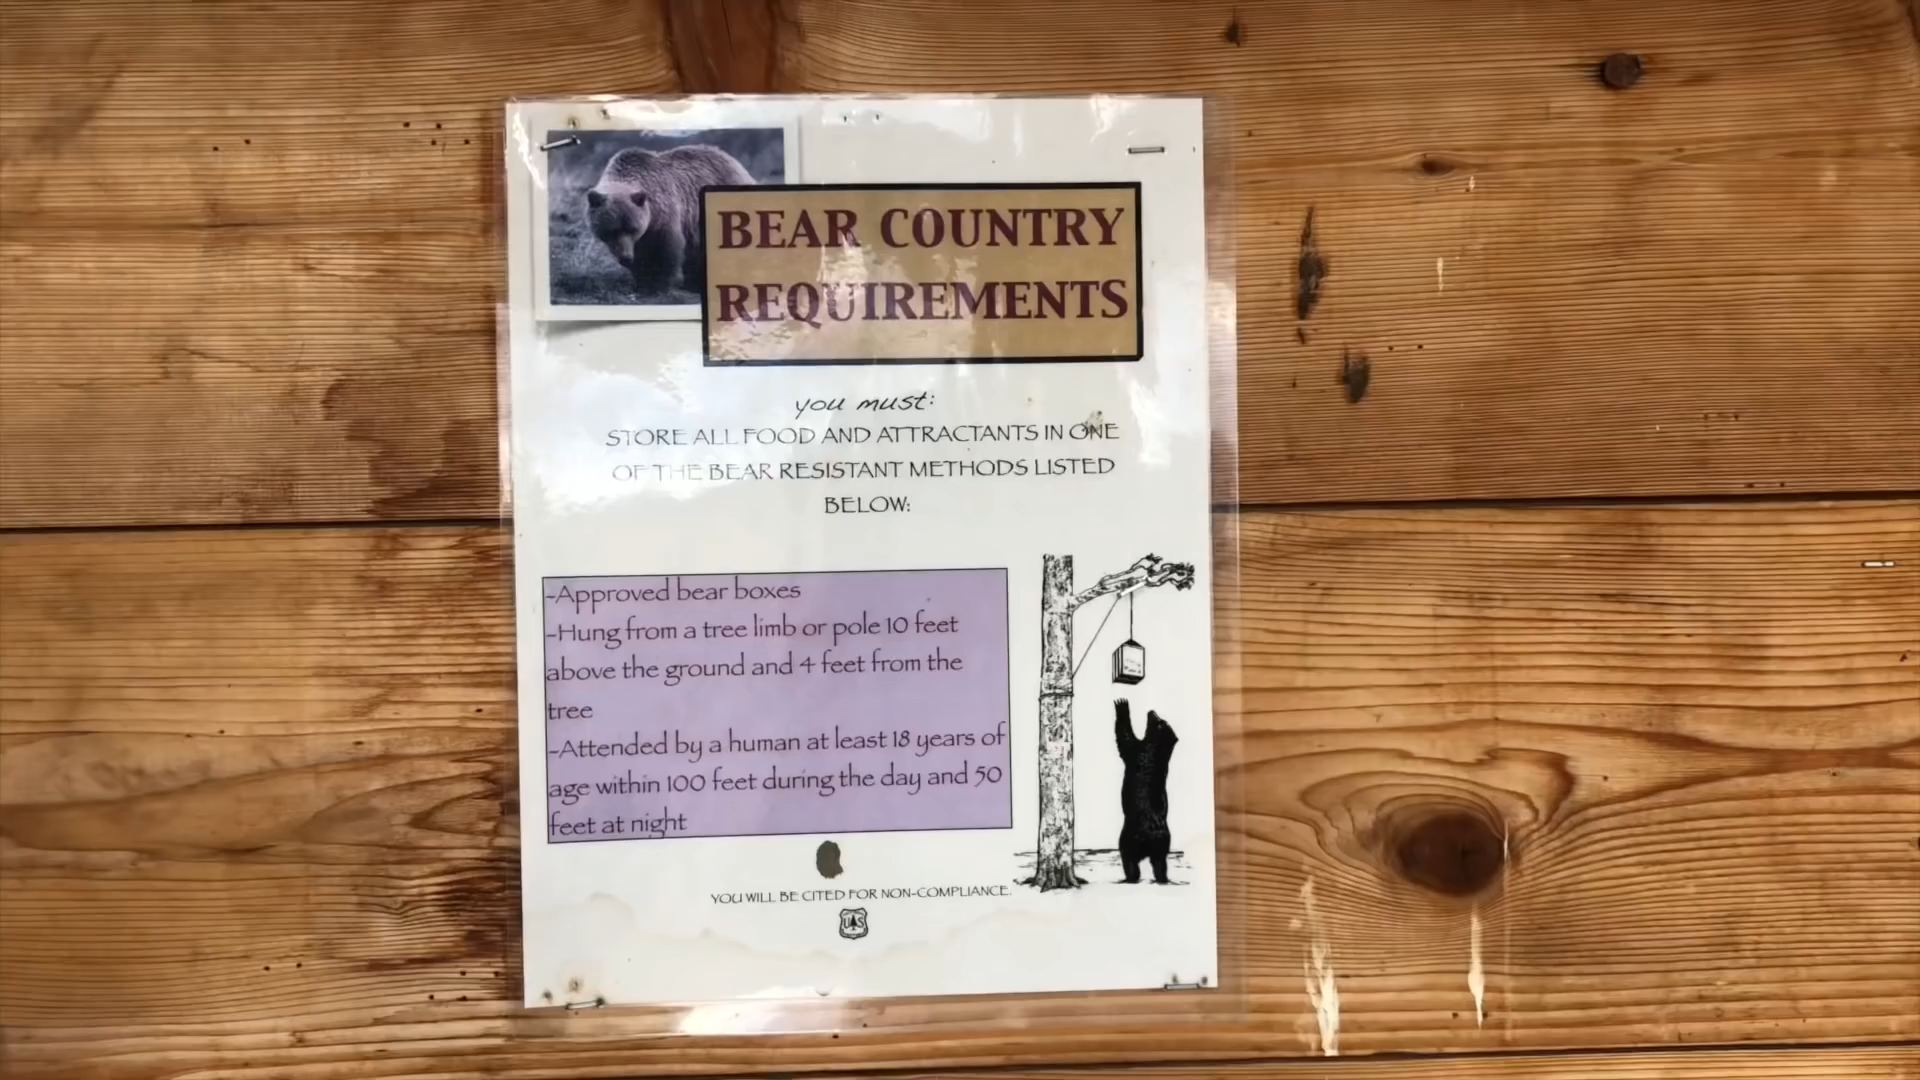 BEAR COUNTRY
REQUIREMENTS
you must:
STORE ALL FOOD AND ATTRACTANTS IN ONE
OF THE BEAR RESISTANT METHODS LISTED
BELOW:
-Approved bear boxes
-Hung from a tree limb or pole 10 feet
above the ground and 4 feet from the
tree
-Attended by a human at least 18 years of
age within 100 feet during the day and 50
feet at night
YOU WILL BE CITED FOR NON-COMPLIANCE.
U S